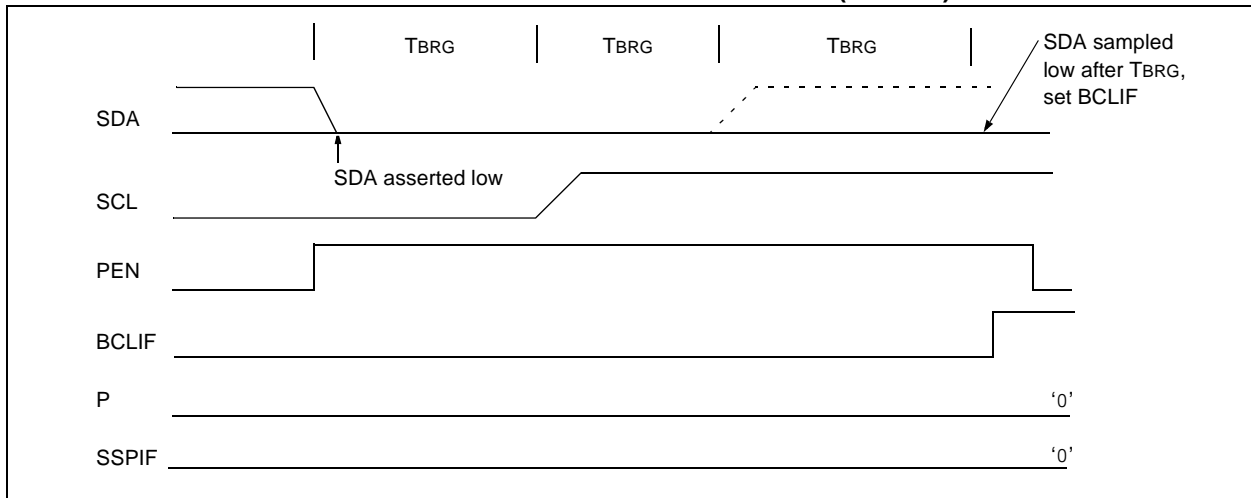 TBRG TBRG TBRG
SDA sampled
low after TBRG,
set BCLIF
SDA
SDA asserted low
SCL
PEN
BCLIF
P
‘0’
SSPIF
‘0’